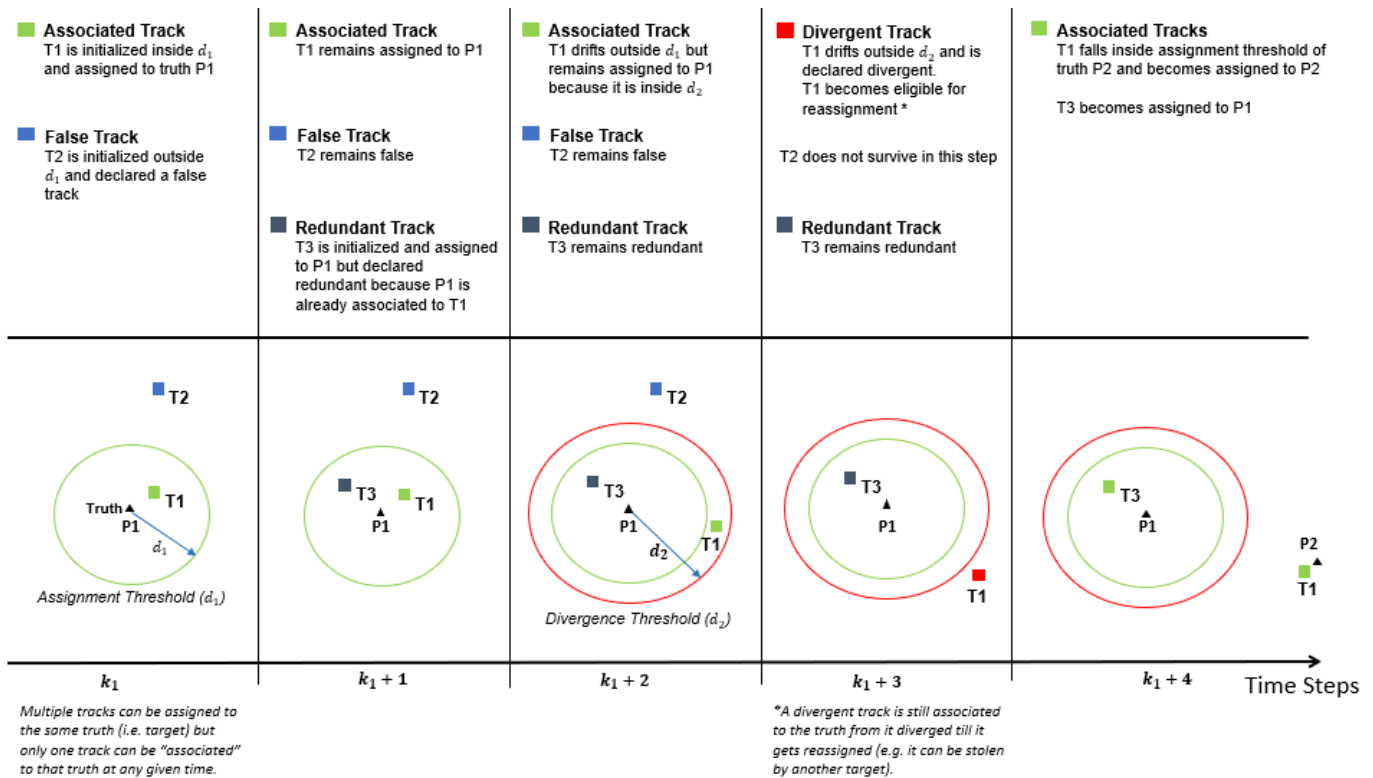 Associated Track
T1 is initialized inside d₁
and assigned to truth P1
False Track
T2 is initialized outside
d₁ and declared a false
track
Associated Track
T1 remains assigned to P1
False Track
T2 remains false
Redundant Track
T3 is initialized and assigned
to P1 but declared
redundant because P1 is
already associated to T1
Associated Track
T1 drifts outside d₁ but
remains assigned to P1
because it is inside d₂
False Track
T2 remains false
Redundant Track
T3 remains redundant
Divergent Track
T1 drifts outside d₂ and is
declared divergent.
T1 becomes eligible for
reassignment *
T2 does not survive in this step
Redundant Track
T3 remains redundant
Associated Tracks
T1 falls inside assignment threshold of
truth P2 and becomes assigned to P2
T3 becomes assigned to P1
T2
T1
Truth
P1
d₁
Assignment Threshold (d₁)
T2
T3
T1
P1
T2
T3
P1
T1
d₂
Divergence Threshold (d₂)
T3
P1
T1
T3
P1
P2
T1
k₁
k₁ + 1
k₁ + 2
k₁ + 3
k₁ + 4
Time Steps
Multiple tracks can be assigned to
the same truth (i.e. target) but
only one track can be “associated”
to that truth at any given time.
*A divergent track is still associated
to the truth from it diverged till it
gets reassigned (e.g. it can be stolen
by another target).